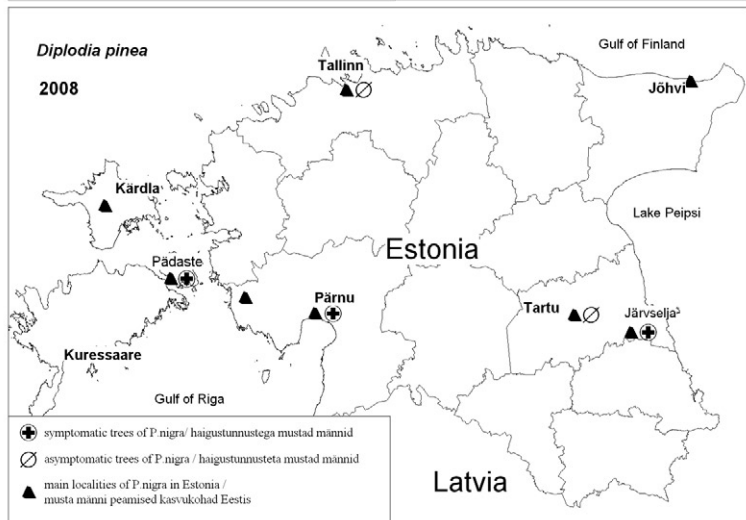 Diplodia pinea
2008
Gulf of Finland
Tallinn
Jõhvi
Kärdla
Lake Peipsi
Estonia
Pädaste
Pärnu
Tartu
Järvselja³
Kuressaare
Gulf of Riga
symptomatic trees of P.nigra/ haigustunnustega mustad männid
asymptomatic trees of P.nigra / haigustunnusteta mustad männid
main localities of P.nigra in Estonia /
musta männi peamised kasvukohad Eestis
Latvia